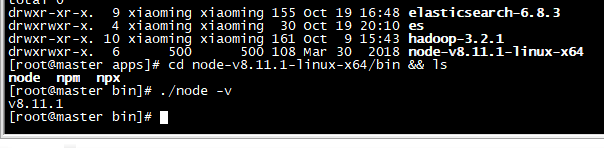 total 0
drwxr-xr-x.  9 xiaoming xiaoming 155 Oct 19 16:48 elasticsearch-6.8.3
drwxrwxr-x.  4 xiaoming xiaoming  30 Oct 19 20:10 es
drwxr-xr-x. 10 xiaoming xiaoming 161 Oct  9 15:43 hadoop-3.2.1
drwxrwxr-x.  6      500      500 108 Mar 30  2018 node-v8.11.1-linux-x64
[root@master apps]# cd node-v8.11.1-linux-x64/bin && ls
node  npm  npx
[root@master bin]# ./node -v
v8.11.1
[root@master bin]#